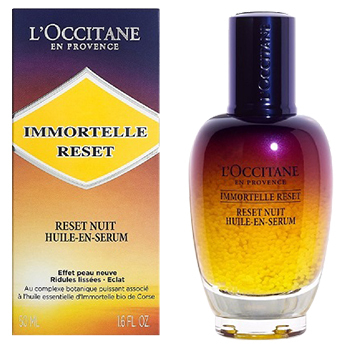 L'OCCITANE
EN PROVENCE
IMMORTELLE
RESET
RESET NUIT
HUILE-EN-SERUM
Effet peau neuve
Ridules lissées - Eclat
Au complexe botanique puissant associé
à l'huile essentielle d'Immortelle bio de Corse
50 ML
1.6 FL OZ
L'OCCITANE
EN PROVENCE
IMMORTELLE RESET
RESET NUIT
HUILE-EN-SERUM